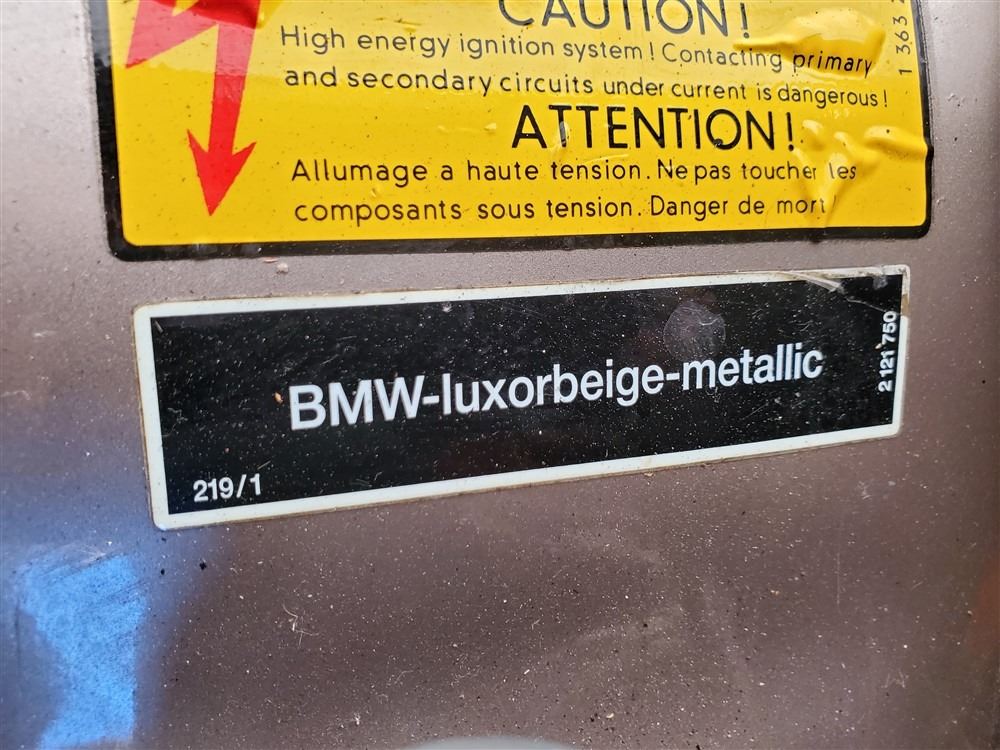 CAUTION!
High energy ignition system! Contacting primary
and secondary circuits under current is dangerous!
ATTENTION!
Allumage a haute tension. Ne pas toucher les
composants sous tension. Danger de mort!
1 363
BMW-luxorbeige-metallic
219/1
2 121 750